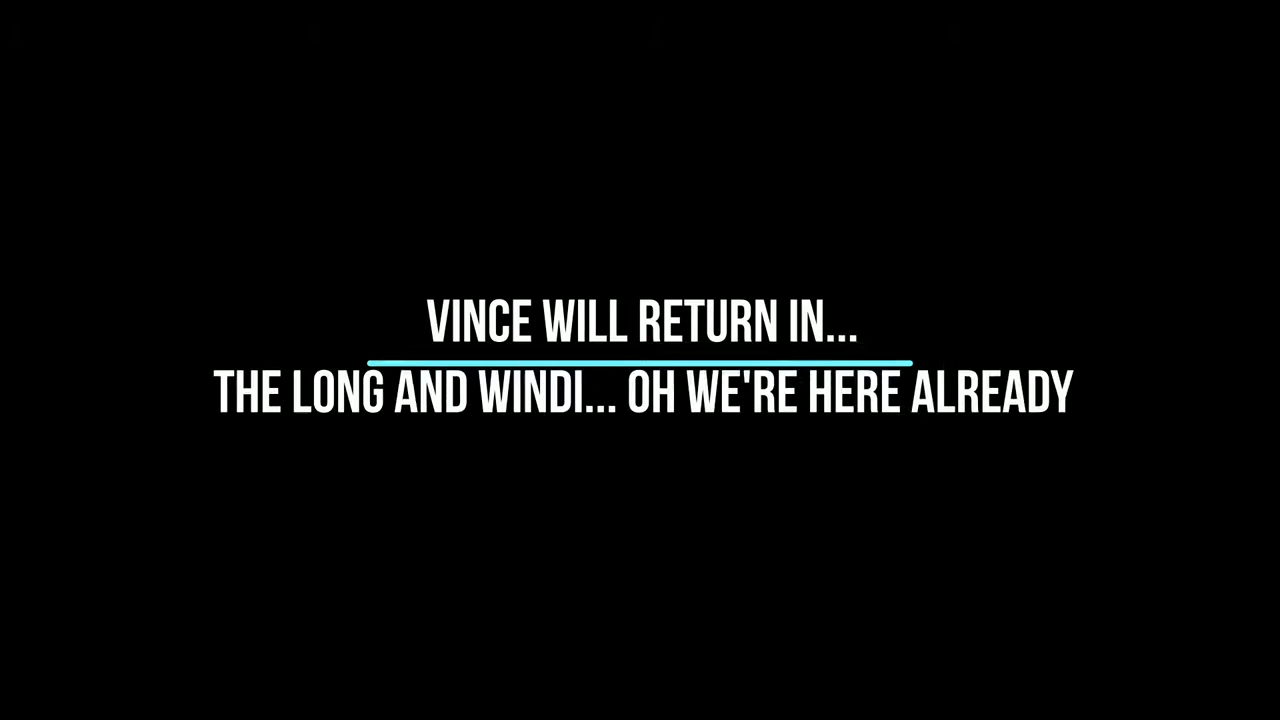 VINCE WILL RETURN IN...
THE LONG AND WINDI... OH WE'RE HERE ALREADY